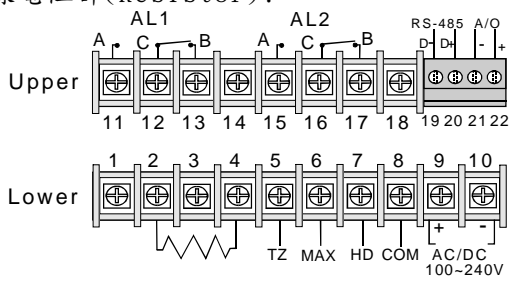 (Resistor):
AL1 AL2 RS-485 A/O
A C B A C B D- D+ - +
Upper
11 12 13 14 15 16 17 18 19 20 21 22
1 2 3 4 5 6 7 8 9 10
Lower
+ -
TZ MAX HD COM AC/DC
100~240V